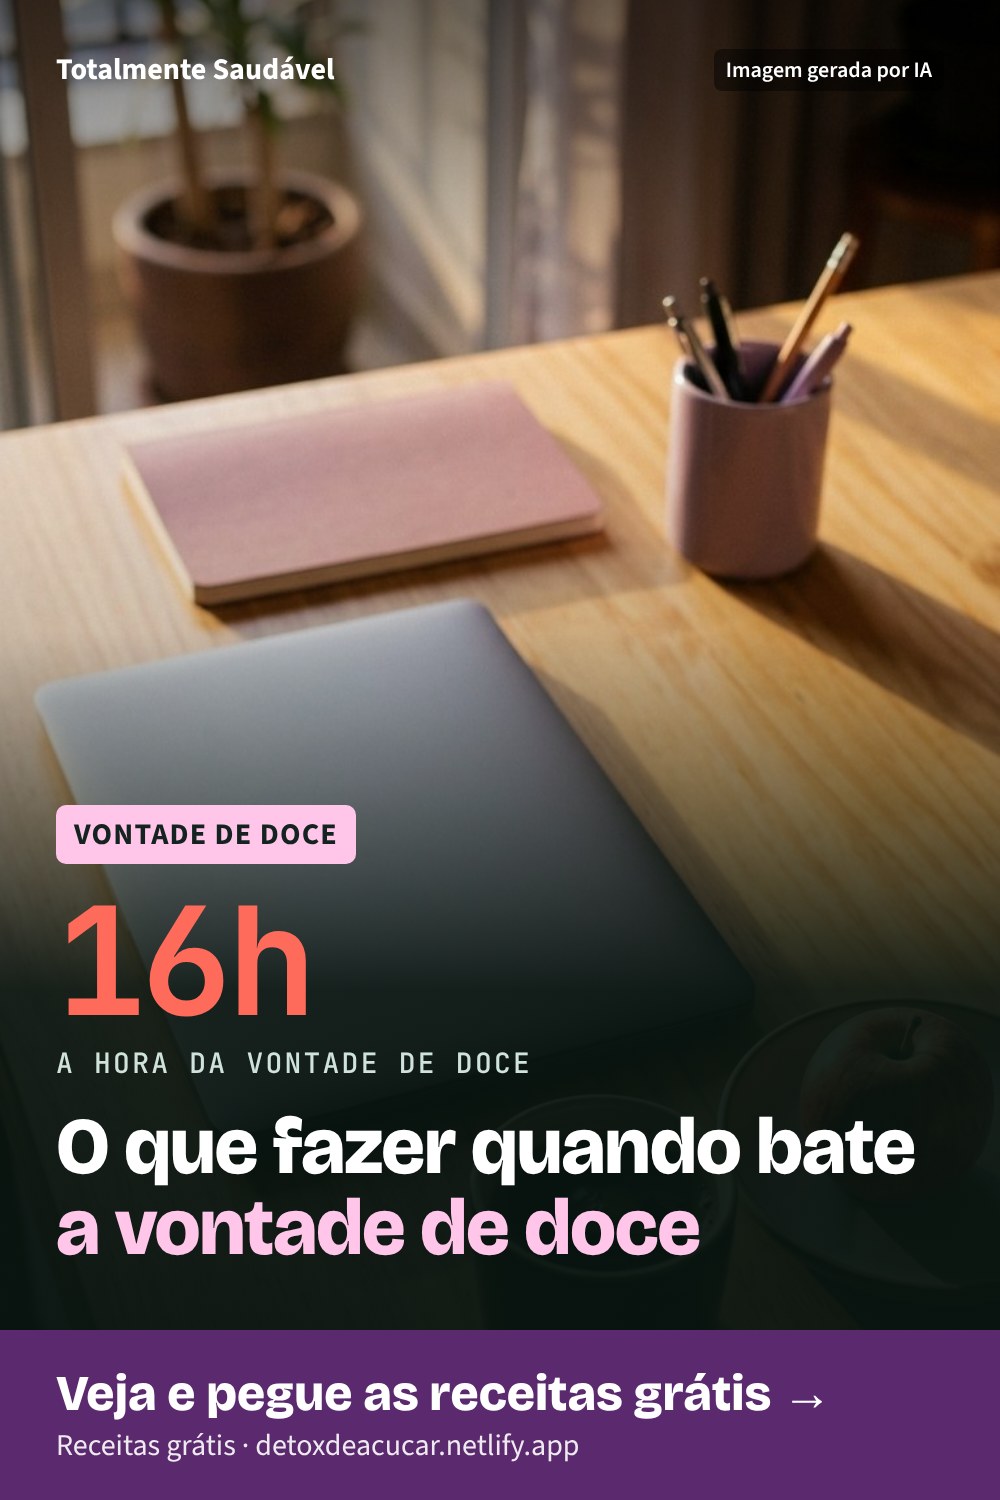 Totalmente Saudável
Imagem gerada por IA
VONTADE DE DOCE
16h
A HORA DA VONTADE DE DOCE
O que fazer quando bate
a vontade de doce
Veja e pegue as receitas grátis →
Receitas grátis · detoxdeacucar.netlify.app